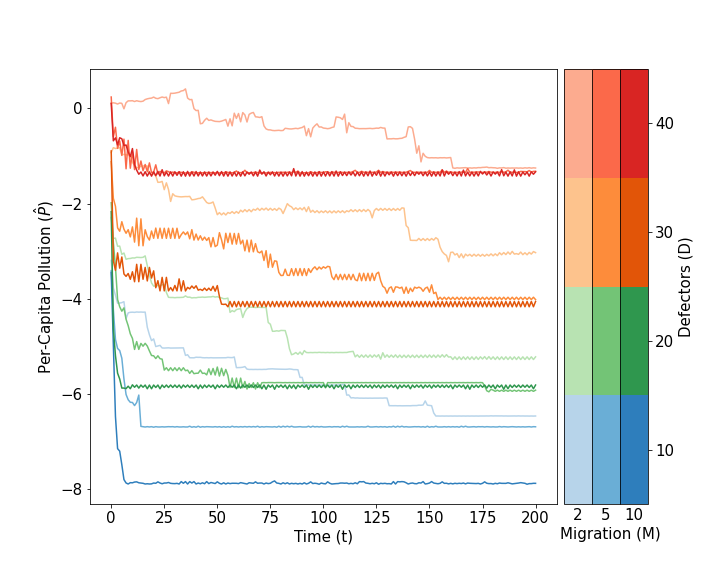 0
−2
−4
−6
−8
Per-Capita Pollution (P̂)
0 25 50 75 100 125 150 175 200
Time (t)
40
30
20
10
Defectors (D)
2 5 10
Migration (M)